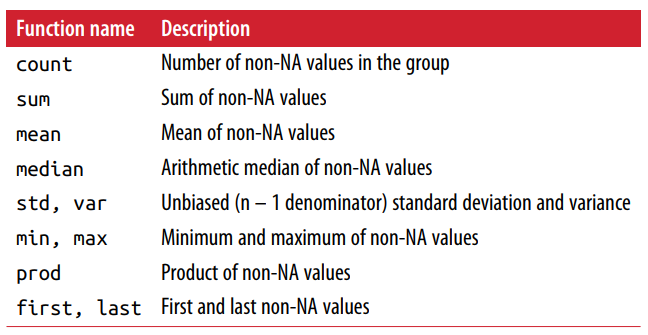 Function name Description
count Number of non-NA values in the group
sum Sum of non-NA values
mean Mean of non-NA values
median Arithmetic median of non-NA values
std, var Unbiased (n – 1 denominator) standard deviation and variance
min, max Minimum and maximum of non-NA values
prod Product of non-NA values
first, last First and last non-NA values